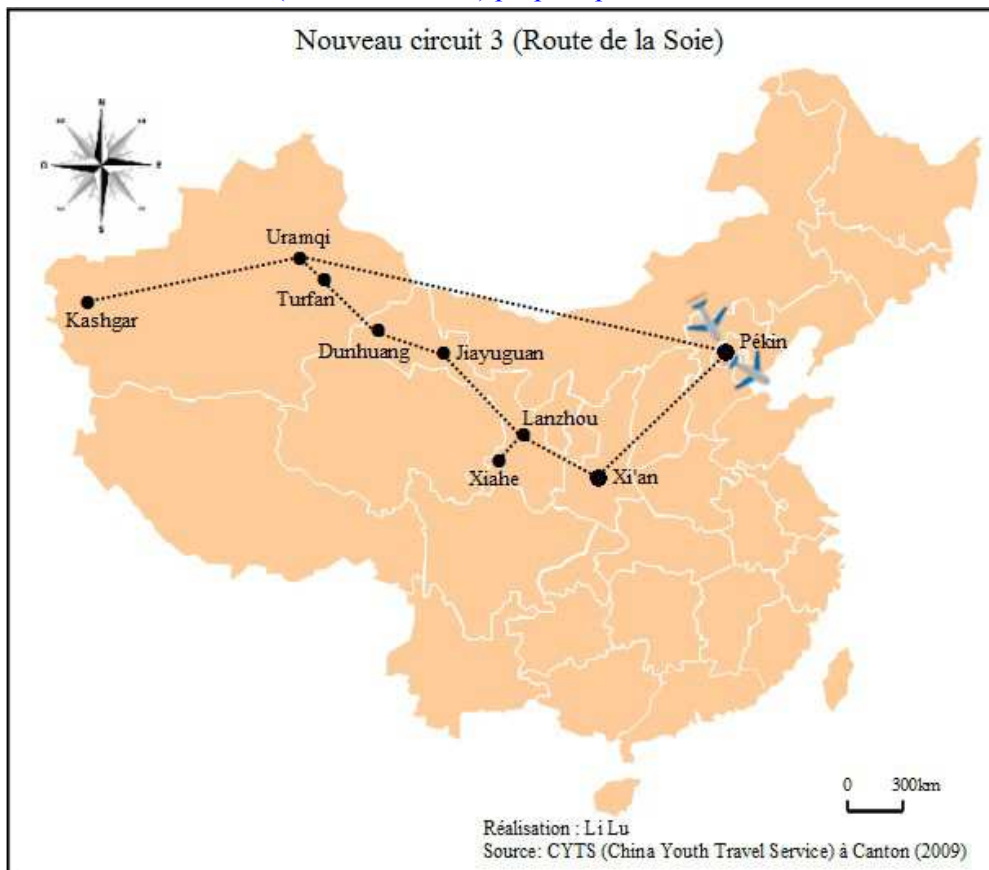 Nouveau circuit 3 (Route de la Soie)
N
O
E
S
Uramqi
Turfan
Kashgar
Dunhuang
Jiayuguan
Pékin
Lanzhou
Xiahe
Xi'an
0 300km
Réalisation : Li Lu
Source: CYTS (China Youth Travel Service) à Canton (2009)